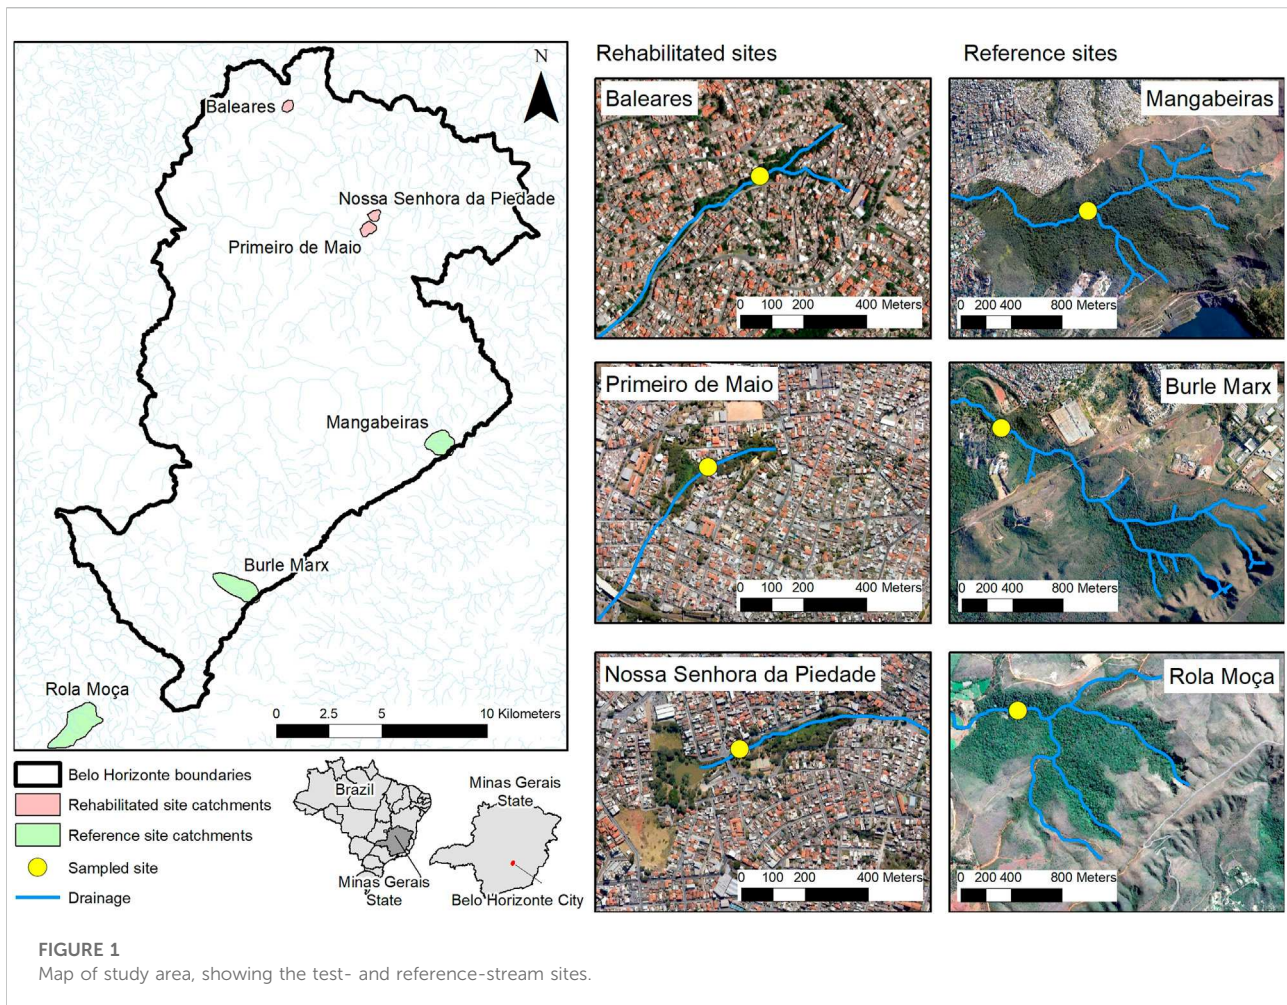 N
Baleares
Nossa Senhora da Piedade
Primeiro de Maio
Mangabeiras
Burle Marx
Rola Moça
0 2.5 5 10 Kilometers
Belo Horizonte boundaries
Rehabilitated site catchments
Reference site catchments
Sampled site
Drainage
Brazil
Minas Gerais
State
Minas Gerais
State
Belo Horizonte City
Rehabilitated sites
Baleares
0 100 200 400 Meters
Primeiro de Maio
0 100 200 400 Meters
Nossa Senhora da Piedade
0 100 200 400 Meters
Reference sites
Mangabeiras
0 200 400 800 Meters
Burle Marx
0 200 400 800 Meters
Rola Moça
0 200 400 800 Meters
FIGURE 1
Map of study area, showing the test- and reference-stream sites.